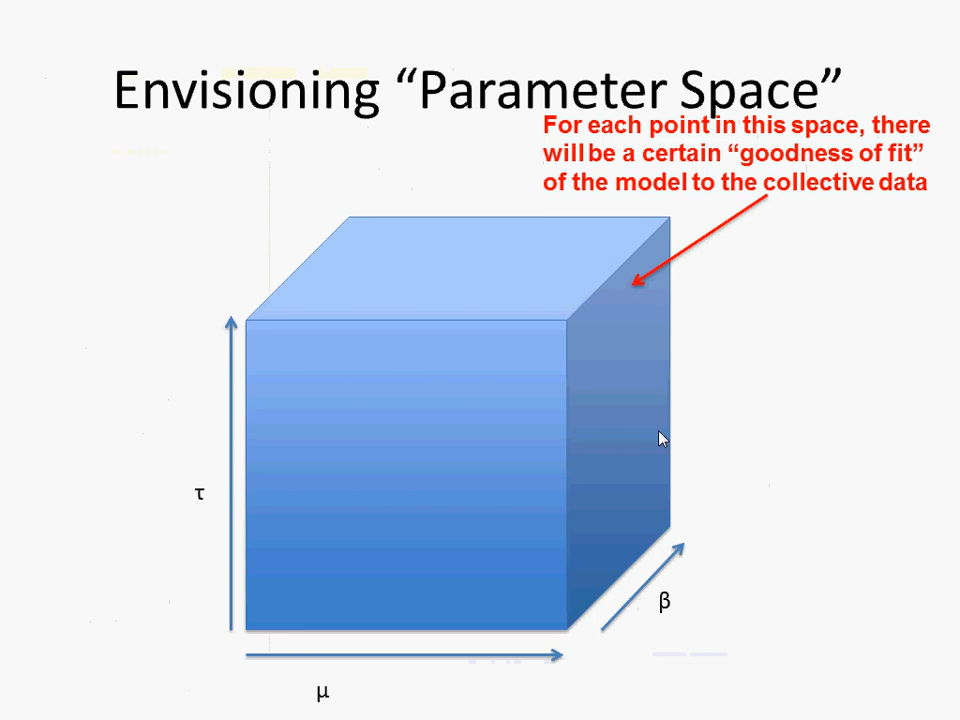 Envisioning “Parameter Space”
For each point in this space, there
will be a certain “goodness of fit”
of the model to the collective data
τ
β
μ